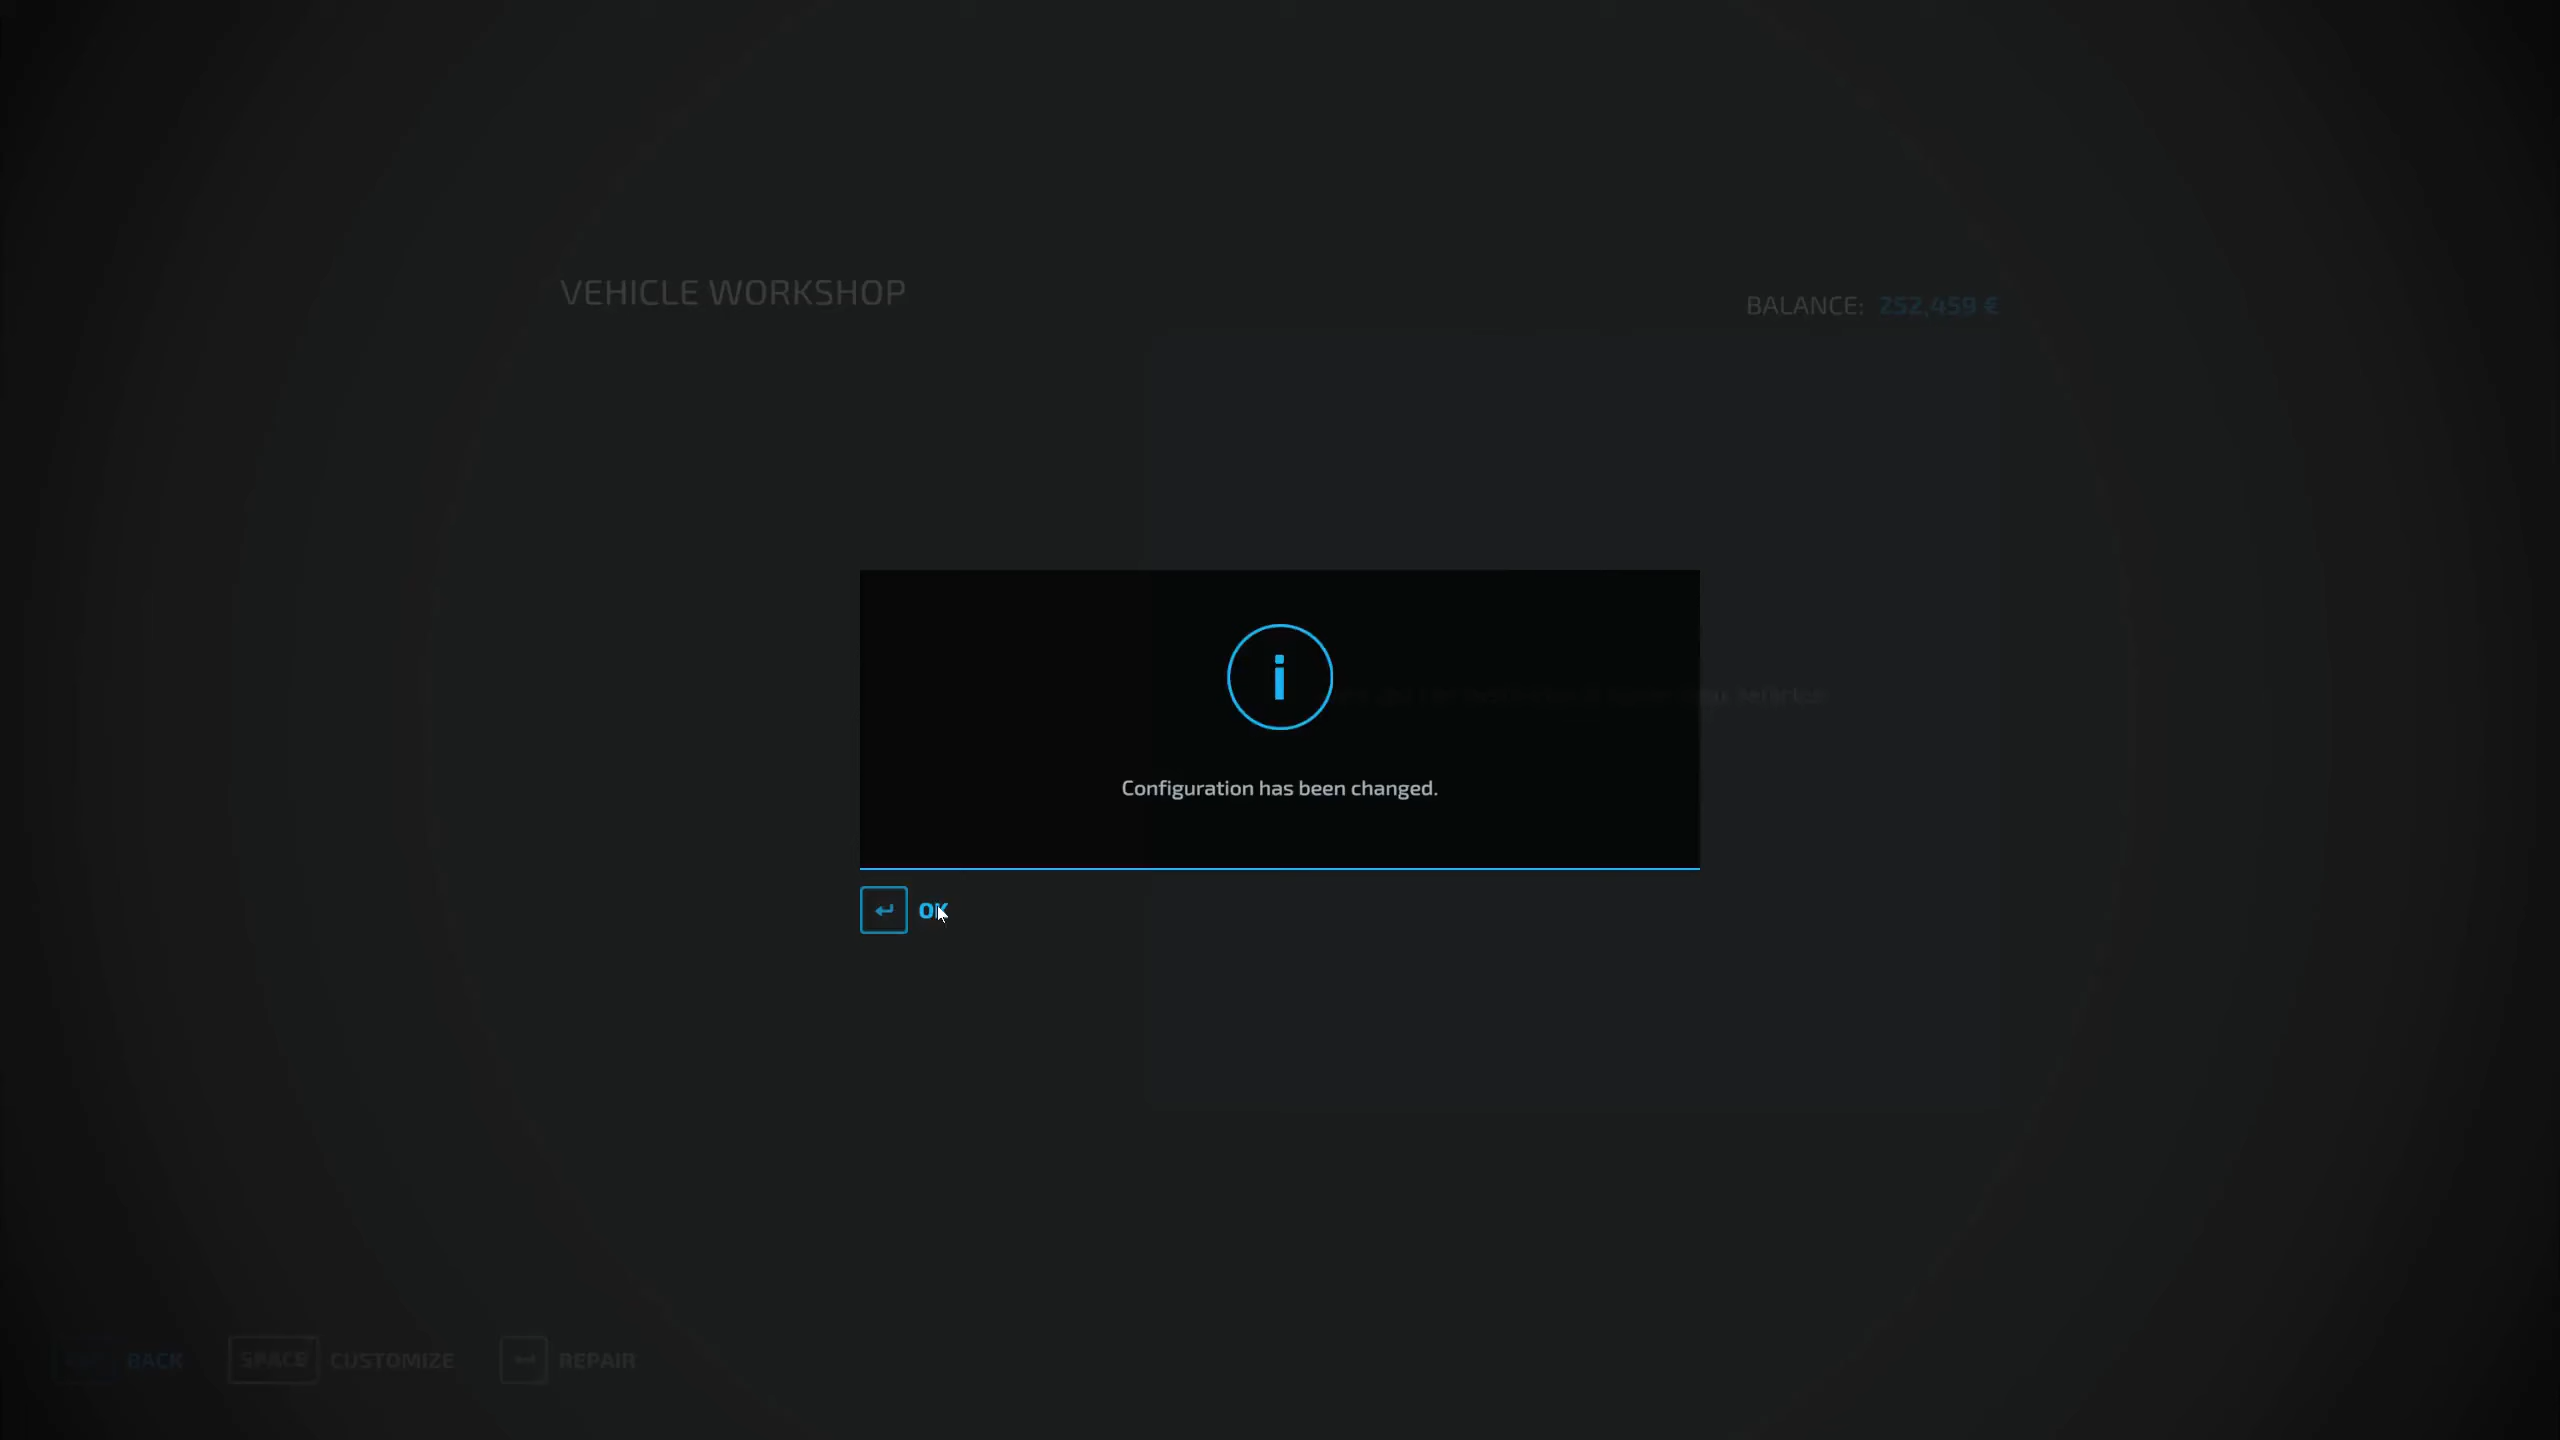 VEHICLE WORKSHOP
BALANCE: 252,459 €
i
Configuration has been changed.
OK
BACK SPACE CUSTOMIZE REPAIR